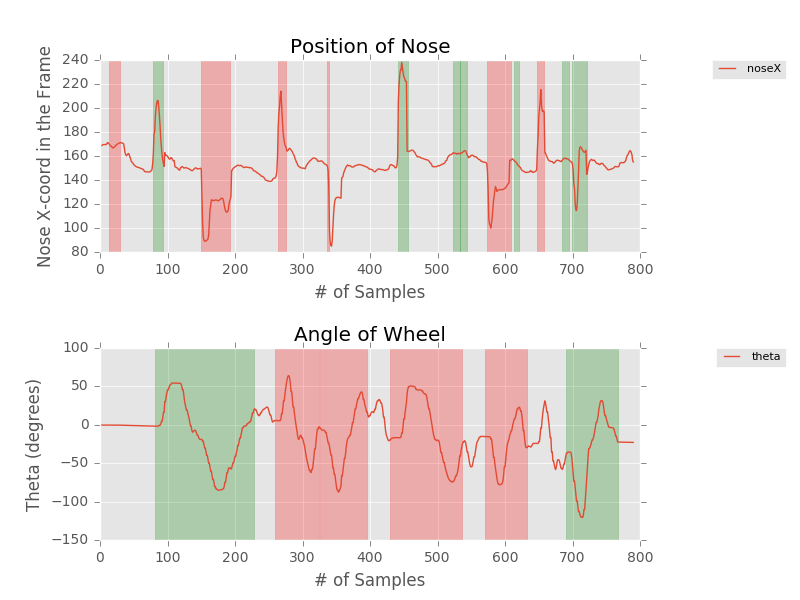 Position of Nose
240
220
200
180
160
140
120
100
80
Nose X-coord in the Frame
0 100 200 300 400 500 600 700 800
# of Samples
noseX
Angle of Wheel
100
50
0
−50
−100
−150
Theta (degrees)
0 100 200 300 400 500 600 700 800
# of Samples
theta